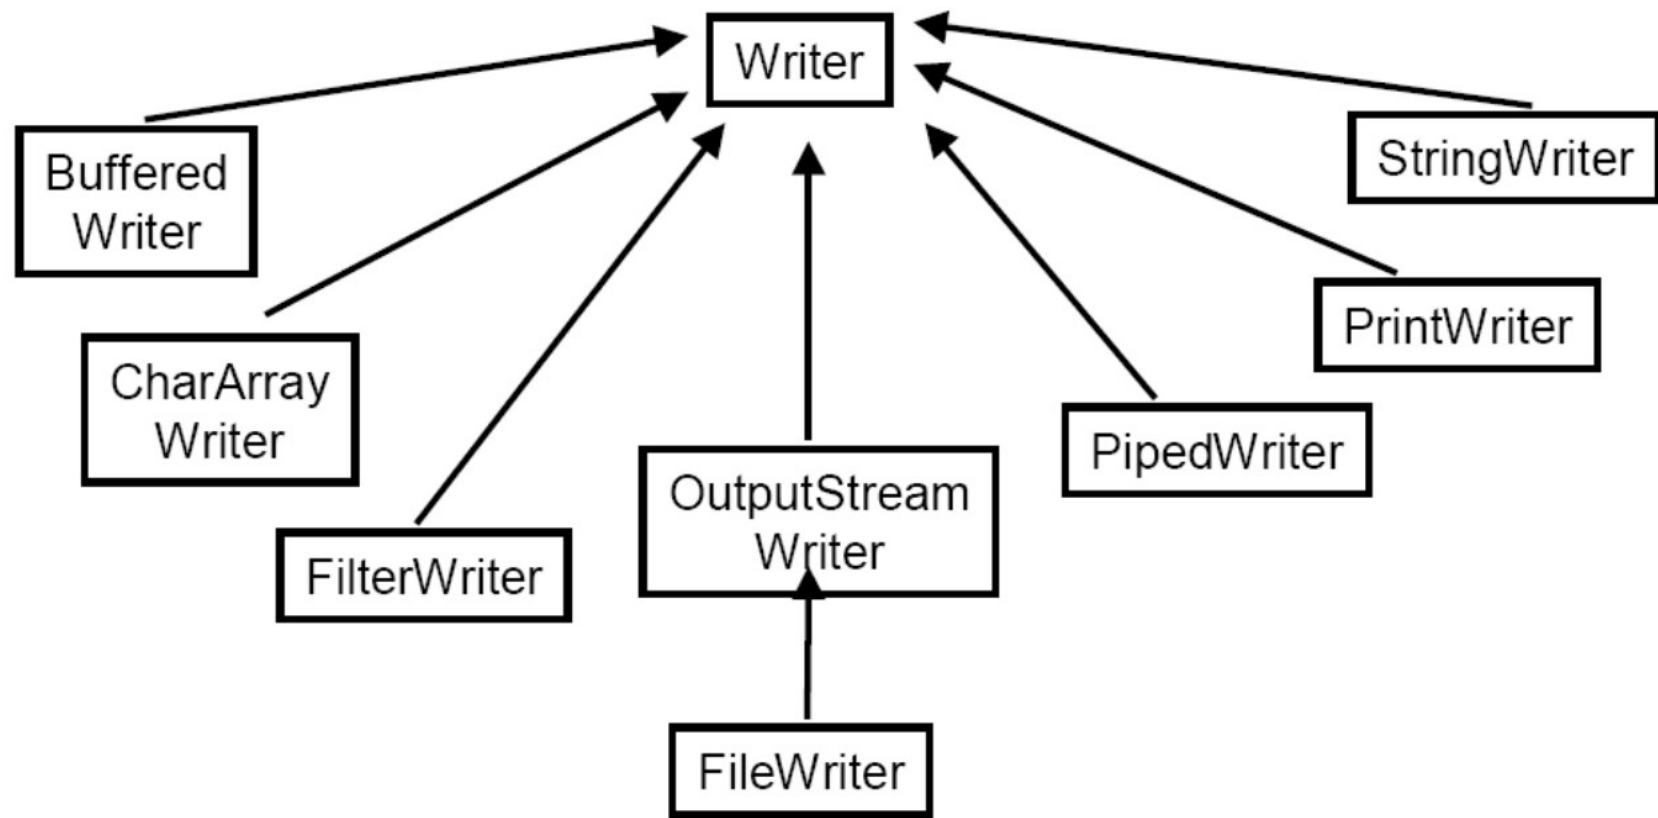 Writer
Buffered
Writer
StringWriter
PrintWriter
CharArray
Writer
PipedWriter
OutputStream
Writer
FilterWriter
FileWriter